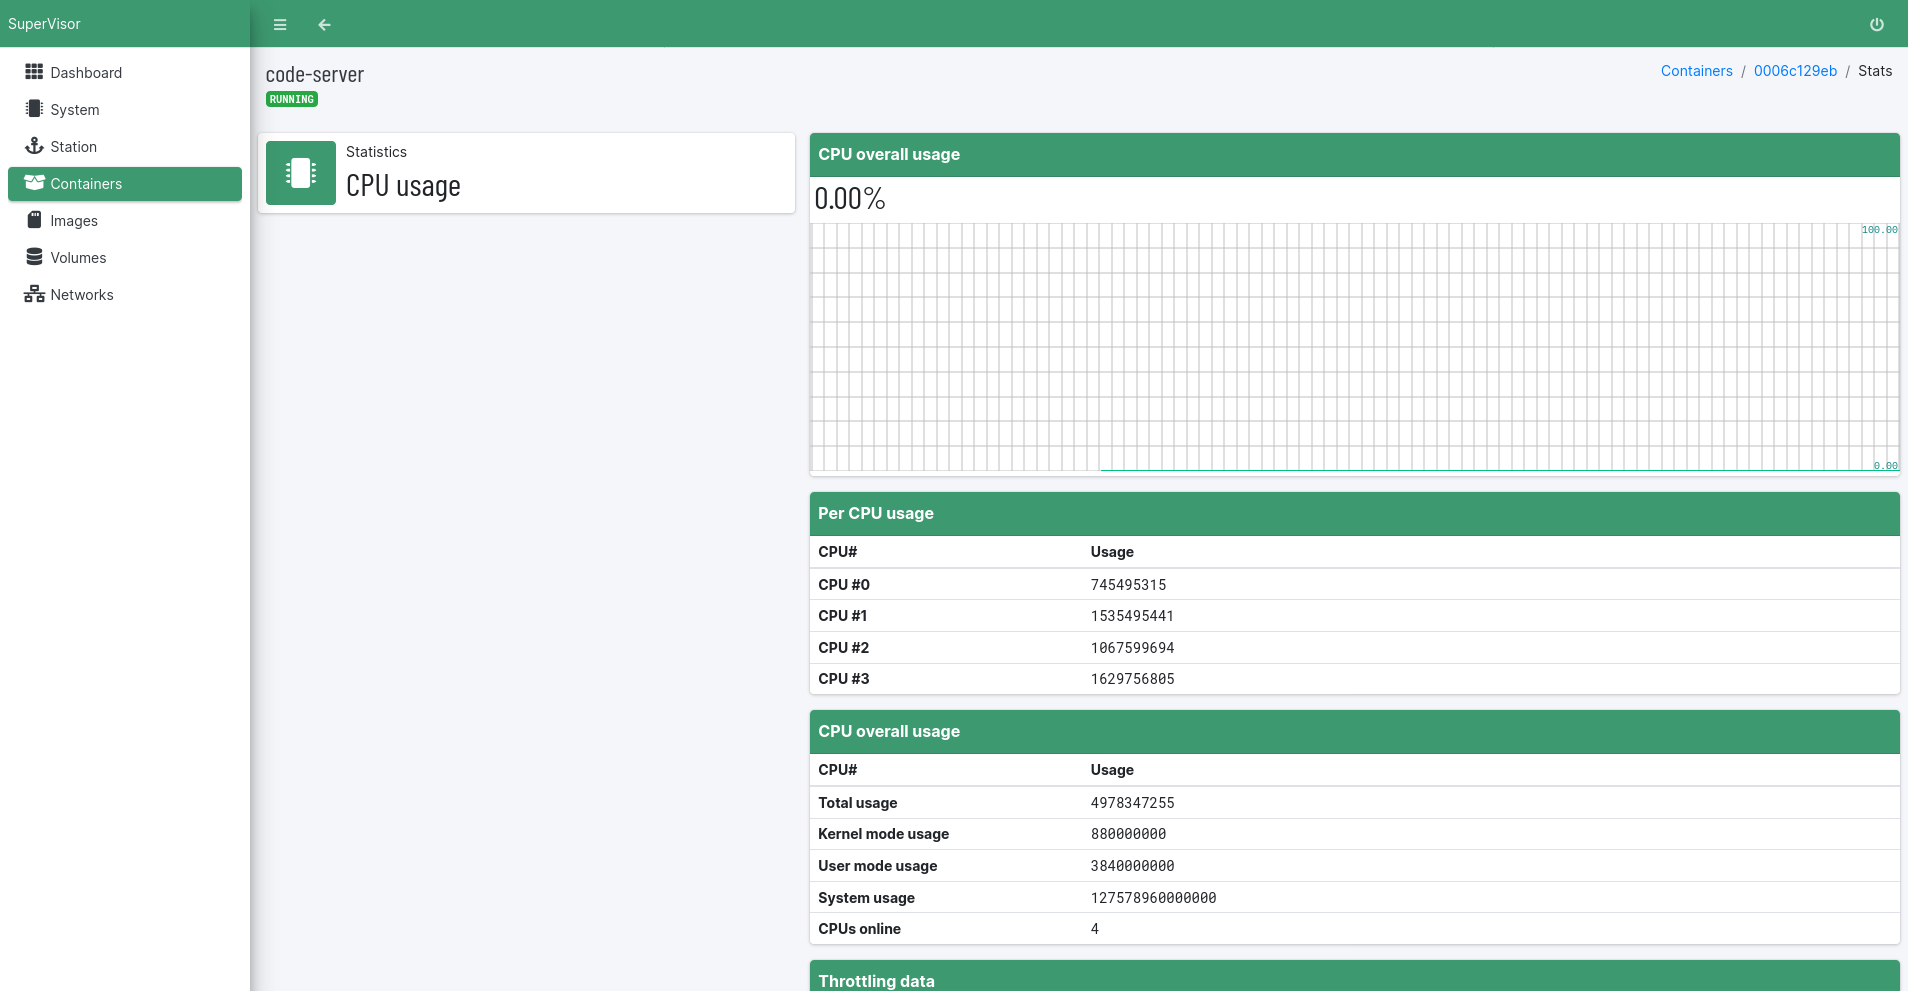 SuperVisor
Dashboard
System
Station
Containers
Images
Volumes
Networks
code-server
RUNNING
Containers / 0006c129eb / Stats
Statistics
CPU usage
CPU overall usage
0.00%
100.00
0.00
Per CPU usage
CPU# Usage
CPU #0 745495315
CPU #1 1535495441
CPU #2 1067599694
CPU #3 1629756805
CPU overall usage
CPU# Usage
Total usage 4978347255
Kernel mode usage 880000000
User mode usage 3840000000
System usage 127578960000000
CPUs online 4
Throttling data